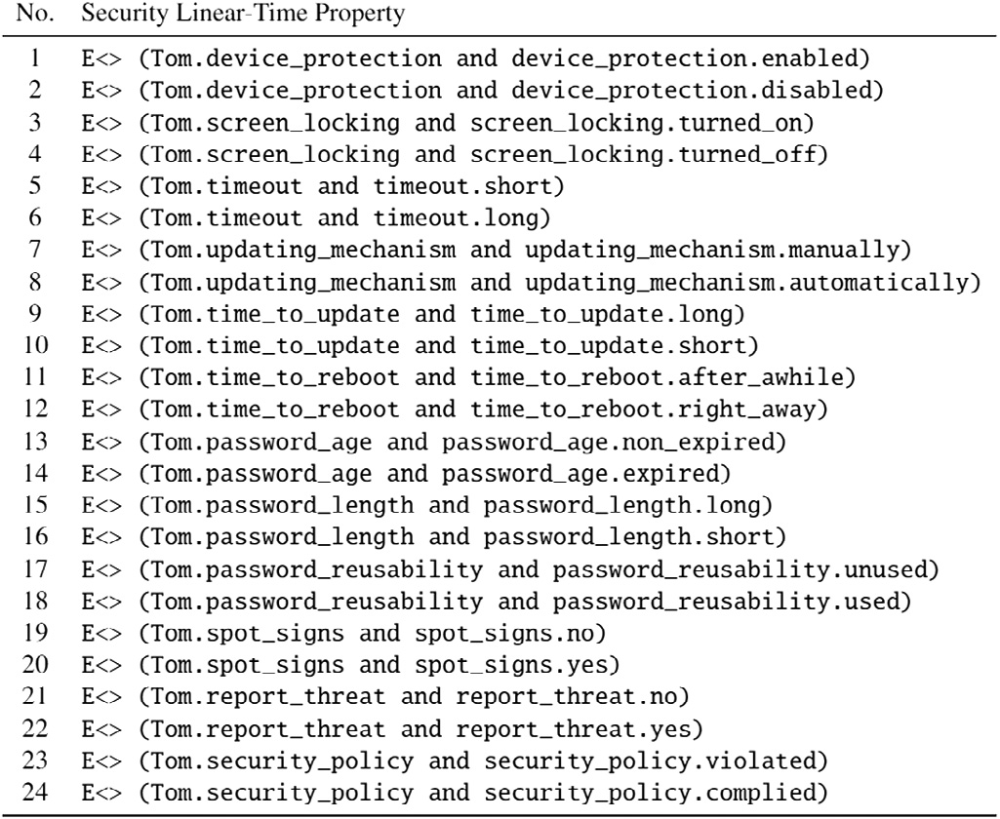 No. Security Linear-Time Property
1 E<> (Tom.device_protection and device_protection.enabled)
2 E<> (Tom.device_protection and device_protection.disabled)
3 E<> (Tom.screen_locking and screen_locking.turned_on)
4 E<> (Tom.screen_locking and screen_locking.turned_off)
5 E<> (Tom.timeout and timeout.short)
6 E<> (Tom.timeout and timeout.long)
7 E<> (Tom.updating_mechanism and updating_mechanism.manually)
8 E<> (Tom.updating_mechanism and updating_mechanism.automatically)
9 E<> (Tom.time_to_update and time_to_update.long)
10 E<> (Tom.time_to_update and time_to_update.short)
11 E<> (Tom.time_to_reboot and time_to_reboot.after_awhile)
12 E<> (Tom.time_to_reboot and time_to_reboot.right_away)
13 E<> (Tom.password_age and password_age.non_expired)
14 E<> (Tom.password_age and password_age.expired)
15 E<> (Tom.password_length and password_length.long)
16 E<> (Tom.password_length and password_length.short)
17 E<> (Tom.password_reusability and password_reusability.unused)
18 E<> (Tom.password_reusability and password_reusability.used)
19 E<> (Tom.spot_signs and spot_signs.no)
20 E<> (Tom.spot_signs and spot_signs.yes)
21 E<> (Tom.report_threat and report_threat.no)
22 E<> (Tom.report_threat and report_threat.yes)
23 E<> (Tom.security_policy and security_policy.violated)
24 E<> (Tom.security_policy and security_policy.complied)